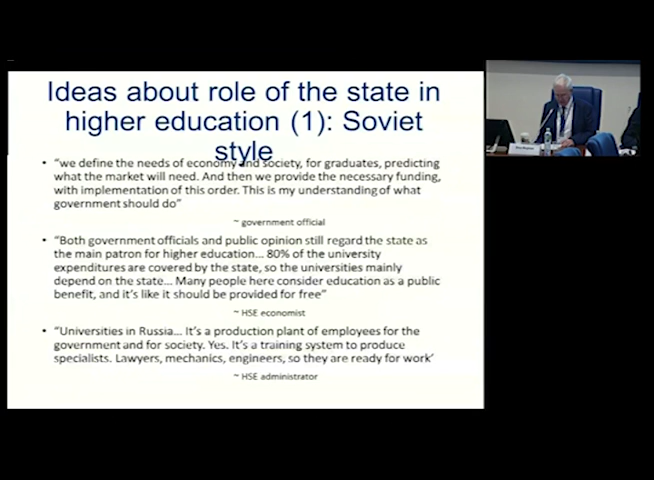 Ideas about role of the state in
higher education (1): Soviet
style
• "we define the needs of economy and society, for graduates, predicting
what the market will need. And then we provide the necessary funding,
with implementation of this order. This is my understanding of what
government should do"
~ government official
• "Both government officials and public opinion still regard the state as
the main patron for higher education... 80% of the university
expenditures are covered by the state, so the universities mainly
depend on the state... Many people here consider education as a public
benefit, and it's like it should be provided for free"
~ HSE economist
• "Universities in Russia... It's a production plant of employees for the
government and for society. Yes. It's a training system to produce
specialists. Lawyers, mechanics, engineers, so they are ready for work'
~ HSE administrator